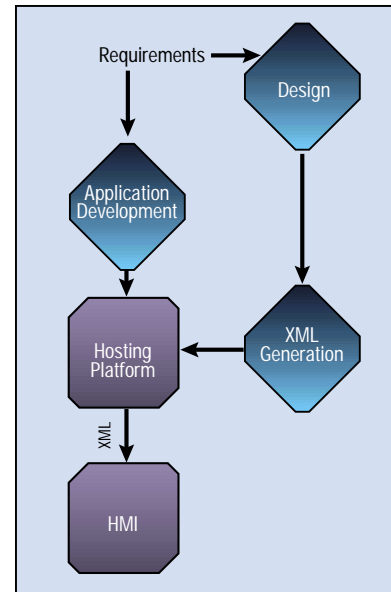 Requirements
Design
Application
Development
XML
Generation
Hosting
Platform
XML
HMI